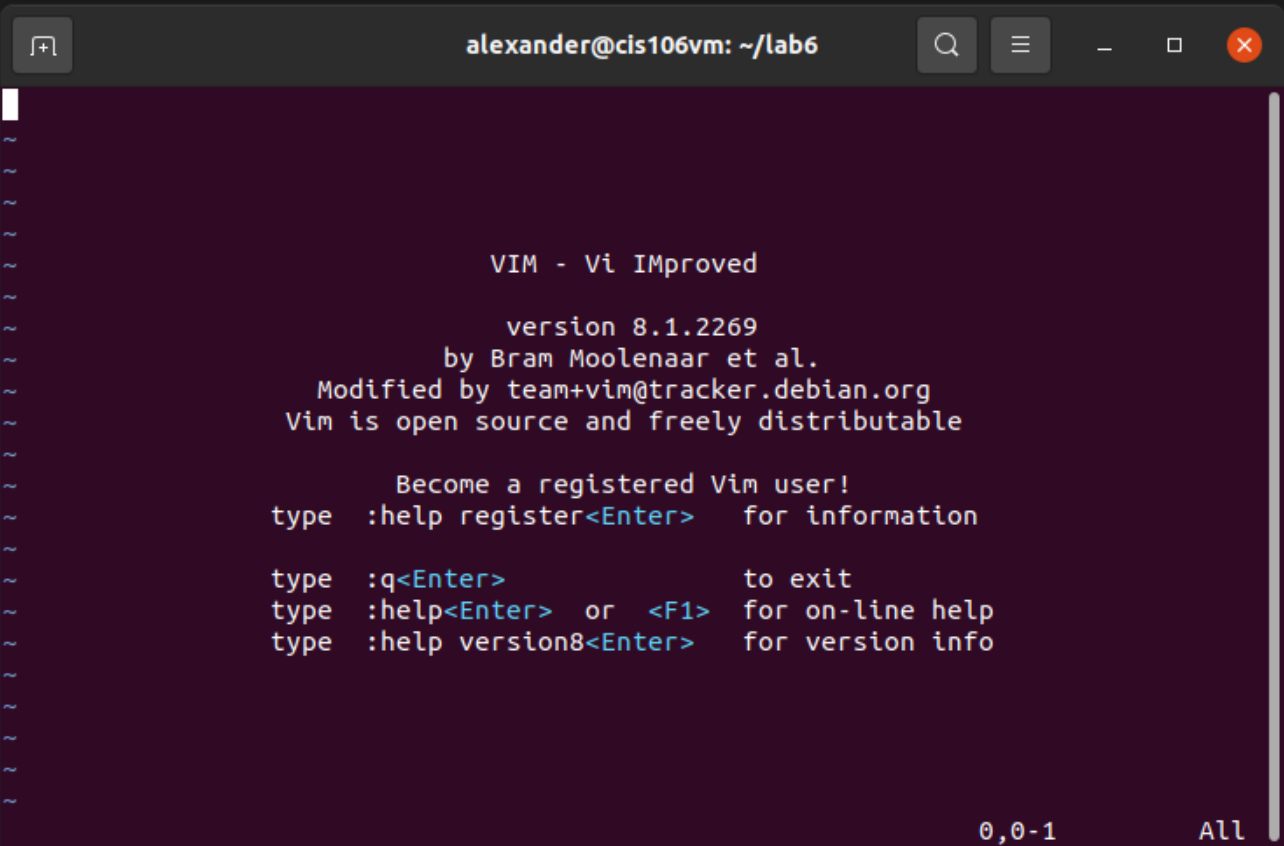 alexander@cis106vm: ~/lab6
~
~
~
~
~ VIM - Vi IMproved
~
~ version 8.1.2269
~ by Bram Moolenaar et al.
~ Modified by team+vim@tracker.debian.org
~ Vim is open source and freely distributable
~
~ Become a registered Vim user!
~ type  :help register<Enter>   for information
~
~ type  :q<Enter>               to exit
~ type  :help<Enter>  or  <F1>  for on-line help
~ type  :help version8<Enter>   for version info
~
~
~
~
~
0,0-1 All